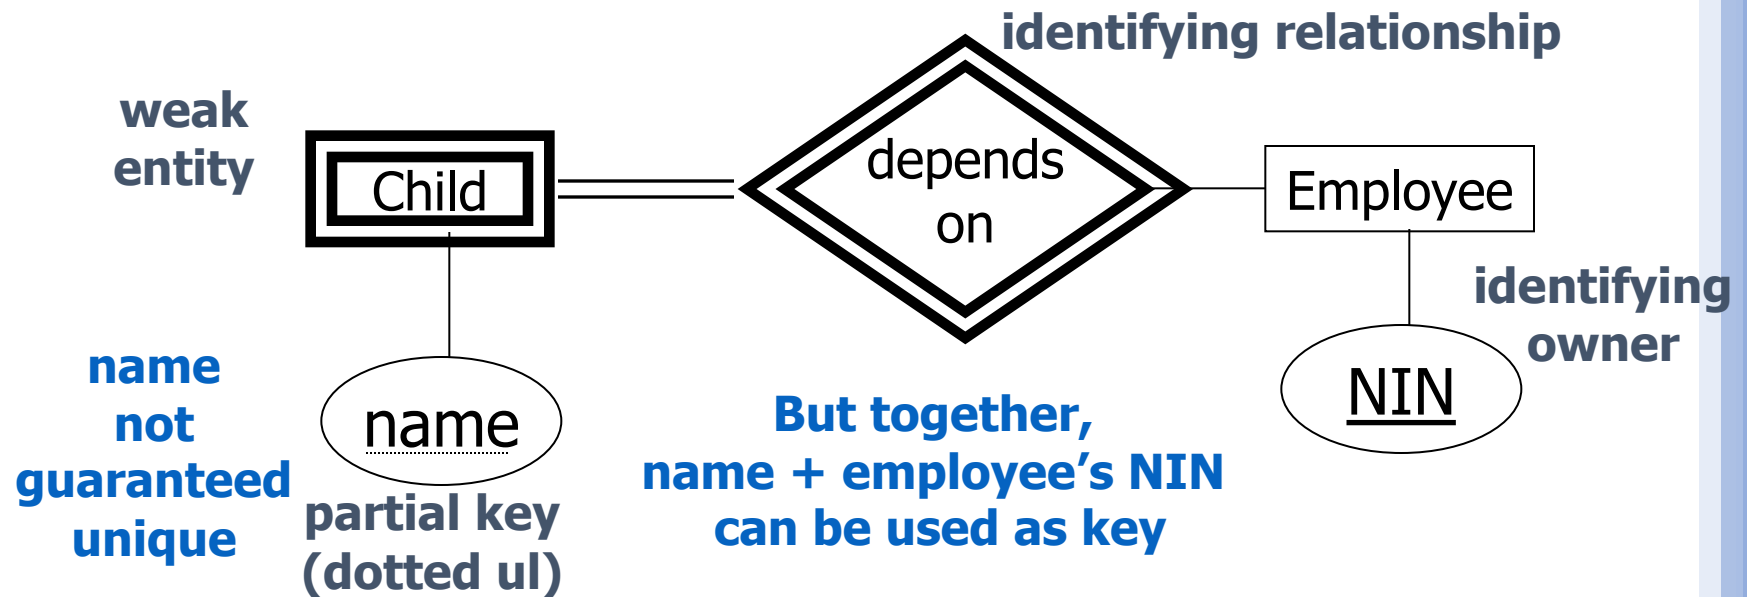 identifying relationship
weak
entity
Child
depends
on
Employee
identifying
owner
name
not
guaranteed
unique
name
partial key
(dotted ul)
But together,
name + employee’s NIN
can be used as key
NIN